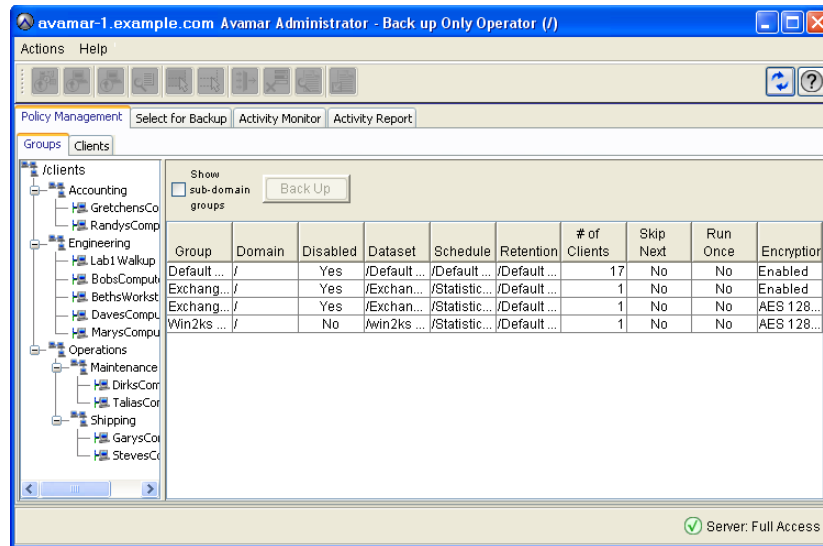 avamar-1.example.com Avamar Administrator - Back up Only Operator (/)
Actions Help
Policy Management Select for Backup Activity Monitor Activity Report
Groups Clients
/clients
Accounting
GretchensCo
RandysComp
Engineering
Lab1 Walkup
BobsComput
BethsWorkst
DavesCompu
MarysCompu
Operations
Maintenance
DirksCom
TaliasCor
Shipping
GarysCo
StevesCo
Show sub-domain groups
Back Up
Group Domain Disabled Dataset Schedule Retention # of Clients Skip Next Run Once Encryption
Default ... / Yes /Default ... /Default ... /Default ... 17 No No Enabled
Exchang... / Yes /Exchan... /Statistic... /Default ... 1 No No Enabled
Exchang... / Yes /Exchan... /Statistic... /Default ... 1 No No AES 128...
Win2ks ... / No /win2ks ... /Statistic... /Default ... 1 No No AES 128...
Server: Full Access